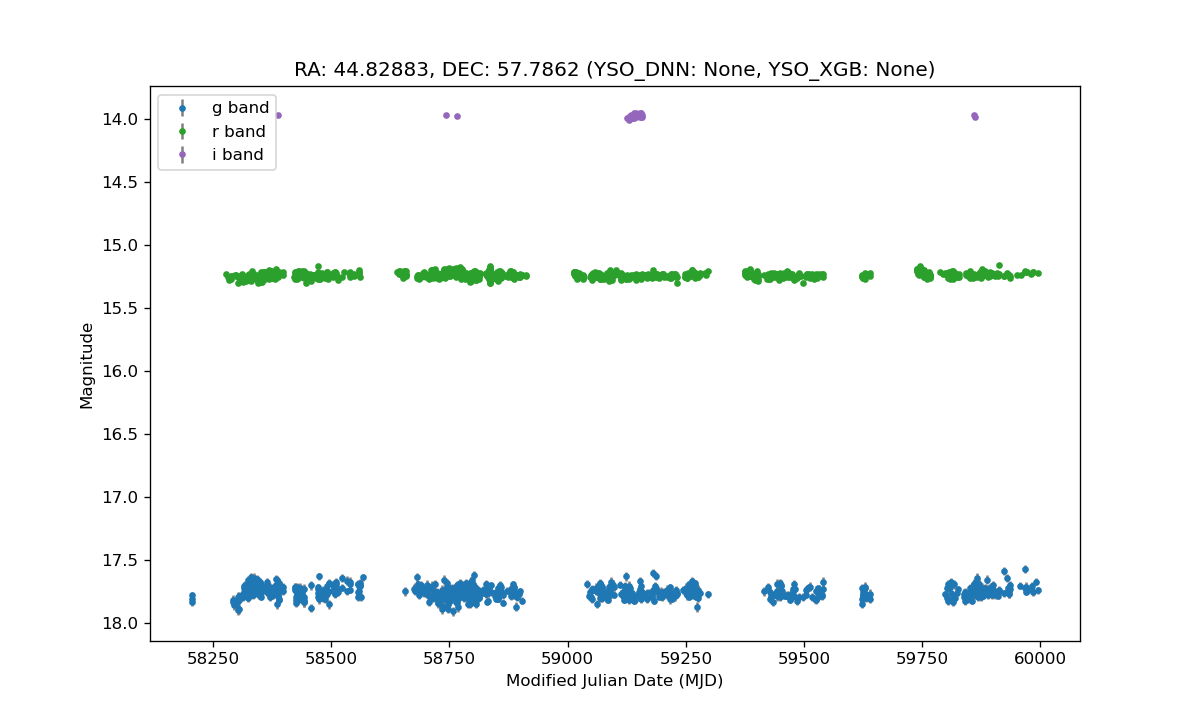 RA: 44.82883, DEC: 57.7862 (YSO_DNN: None, YSO_XGB: None)
g band
r band
i band
14.0
14.5
15.0
15.5
16.0
16.5
17.0
17.5
18.0
Magnitude
58250 58500 58750 59000 59250 59500 59750 60000
Modified Julian Date (MJD)